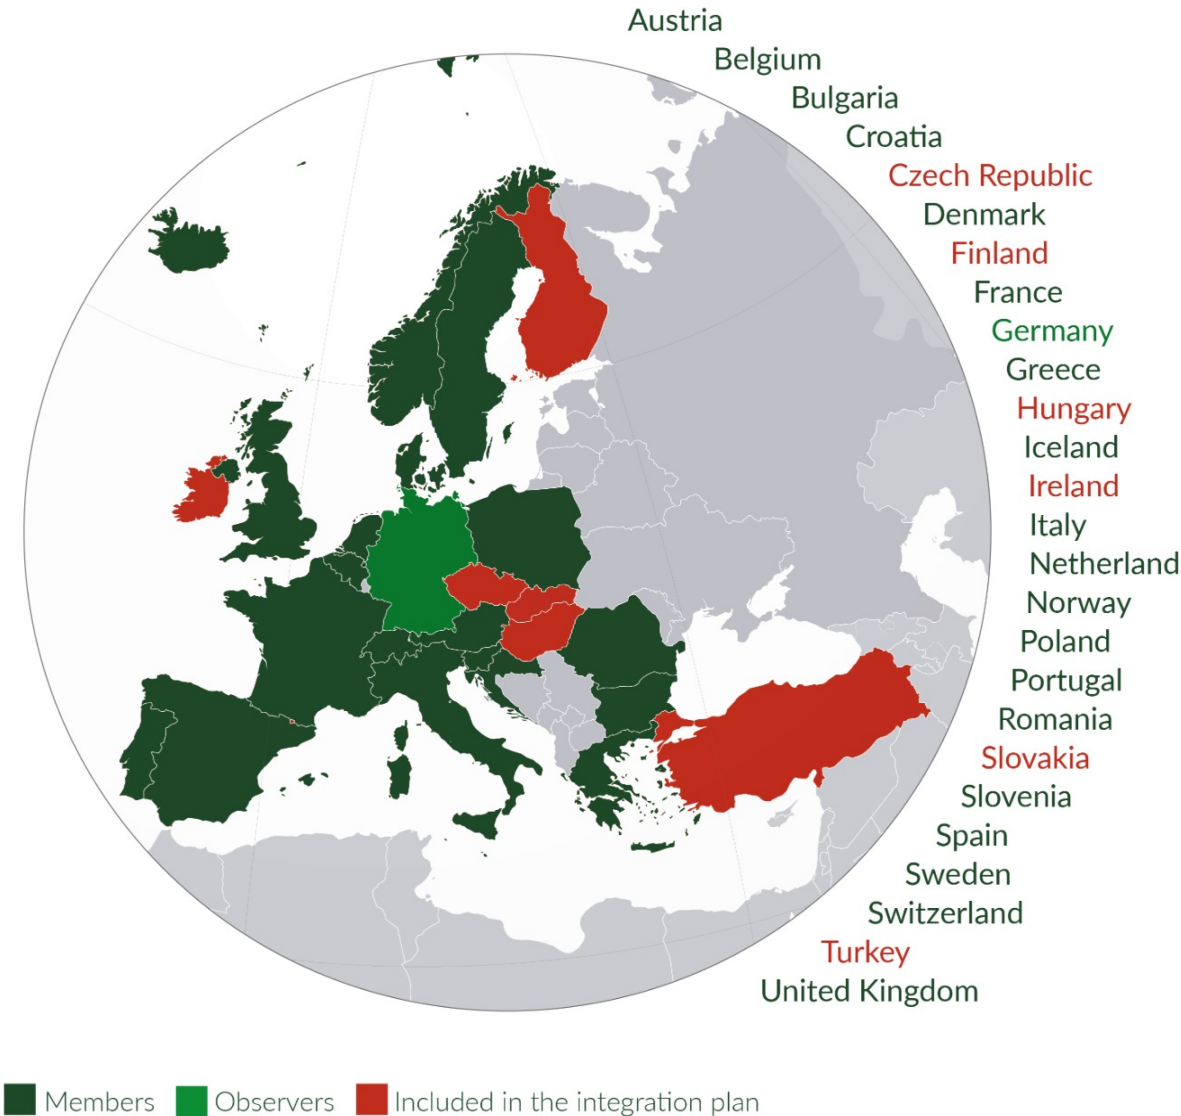 Austria
Belgium
Bulgaria
Croatia
Czech Republic
Denmark
Finland
France
Germany
Greece
Hungary
Iceland
Ireland
Italy
Netherland
Norway
Poland
Portugal
Romania
Slovakia
Slovenia
Spain
Sweden
Switzerland
Turkey
United Kingdom
Members Observers Included in the integration plan